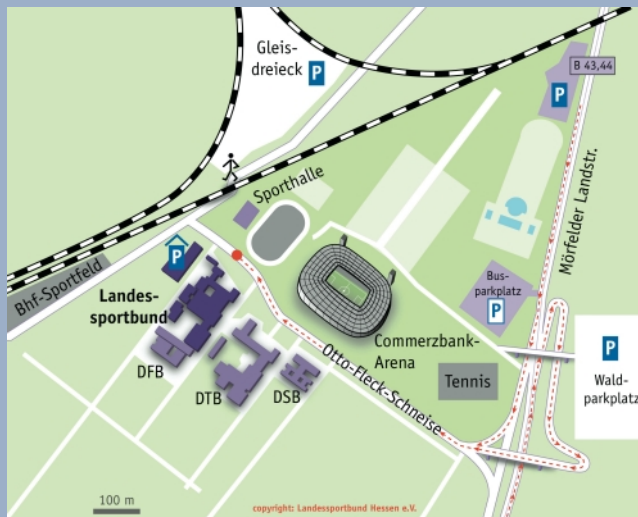 Gleis-
dreieck
P
B 43,44
P
Mörfelder Landstr.
Sporthalle
P
Bhf-Sportfeld
Landes-
sportbund
Bus-
parkplatz
P
Commerzbank-
Arena
P
Wald-
parkplatz
Otto-Fleck-Schneise
Tennis
DFB
DTB
DSB
100 m
copyright: Landessportbund Hessen e.V.